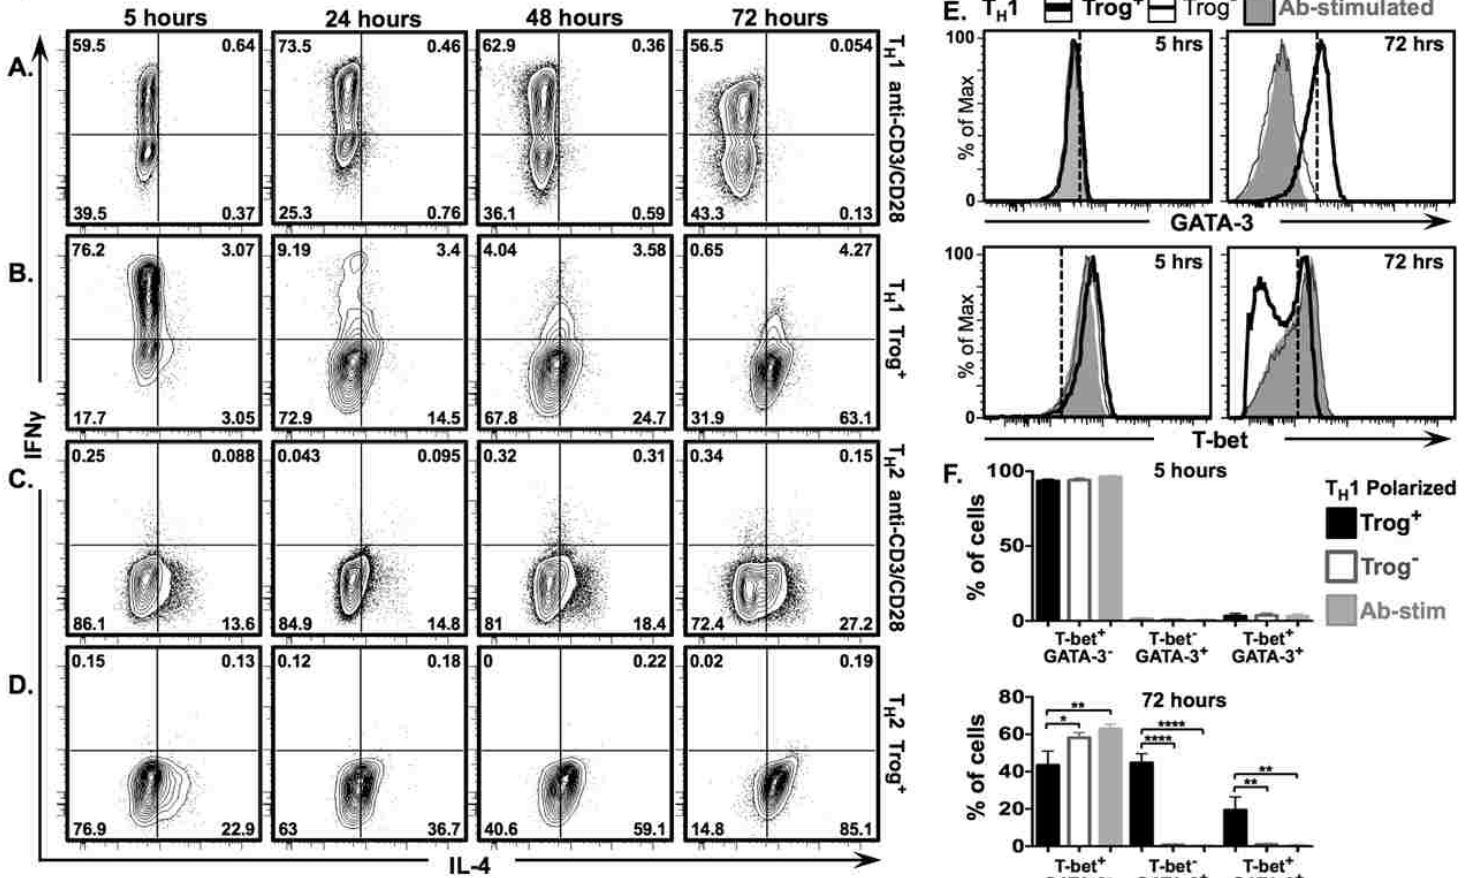 5 hours 24 hours 48 hours 72 hours
A.
59.5 0.64 73.5 0.46 62.9 0.36 56.5 0.054
39.5 0.37 25.3 0.76 36.1 0.59 43.3 0.13
TH1 anti-CD3/CD28
B.
76.2 3.07 9.19 3.4 4.04 3.58 0.65 4.27
17.7 3.05 72.9 14.5 67.8 24.7 31.9 63.1
TH1 Trog+
IFNγ
C.
0.25 0.088 0.043 0.095 0.32 0.31 0.34 0.15
86.1 13.6 84.9 14.8 81 18.4 72.4 27.2
TH2 anti-CD3/CD28
D.
0.15 0.13 0.12 0.18 0 0.22 0.02 0.19
76.9 22.9 63 36.7 40.6 59.1 14.8 85.1
TH2 Trog+
IL-4
E. TH1 Trog+ Trog- Ab-stimulated
100
% of Max
0
5 hrs 72 hrs
GATA-3
100
% of Max
0
5 hrs 72 hrs
T-bet
F.
5 hours
% of cells
100
50
0
T-bet+ T-bet- T-bet+
GATA-3- GATA-3+ GATA-3+
TH1 Polarized
Trog+
Trog-
Ab-stim
72 hours
% of cells
80
60
40
20
0
** * **** **** ** **
T-bet+ T-bet- T-bet+